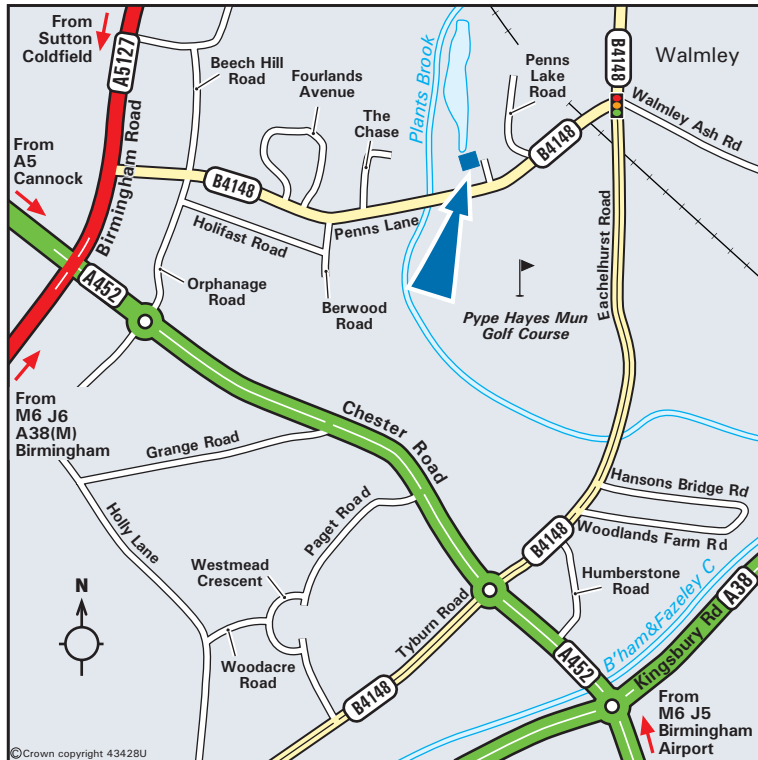 From
Sutton
Coldfield
A5127
Beech Hill
Road
Fourlands
Avenue
The
Chase
Plants Brook
Penns
Lake
Road
B4148
Walmley
Walmley Ash Rd
From
A5
Cannock
Birmingham Road
B4148
B4148
Holifast Road
Penns Lane
Eachelhurst Road
A452
Orphanage
Road
Berwood
Road
Pype Hayes Mun
Golf Course
From
M6 J6
A38(M)
Birmingham
Chester Road
Grange Road
Holly Lane
Paget Road
Hansons Bridge Rd
Woodlands Farm Rd
B4148
Westmead
Crescent
Humberstone
Road
N
Tyburn Road
B'ham&Fazeley C
A38
Kingsbury Rd
Woodacre
Road
A452
B4148
From
M6 J5
Birmingham
Airport
©Crown copyright 43428U